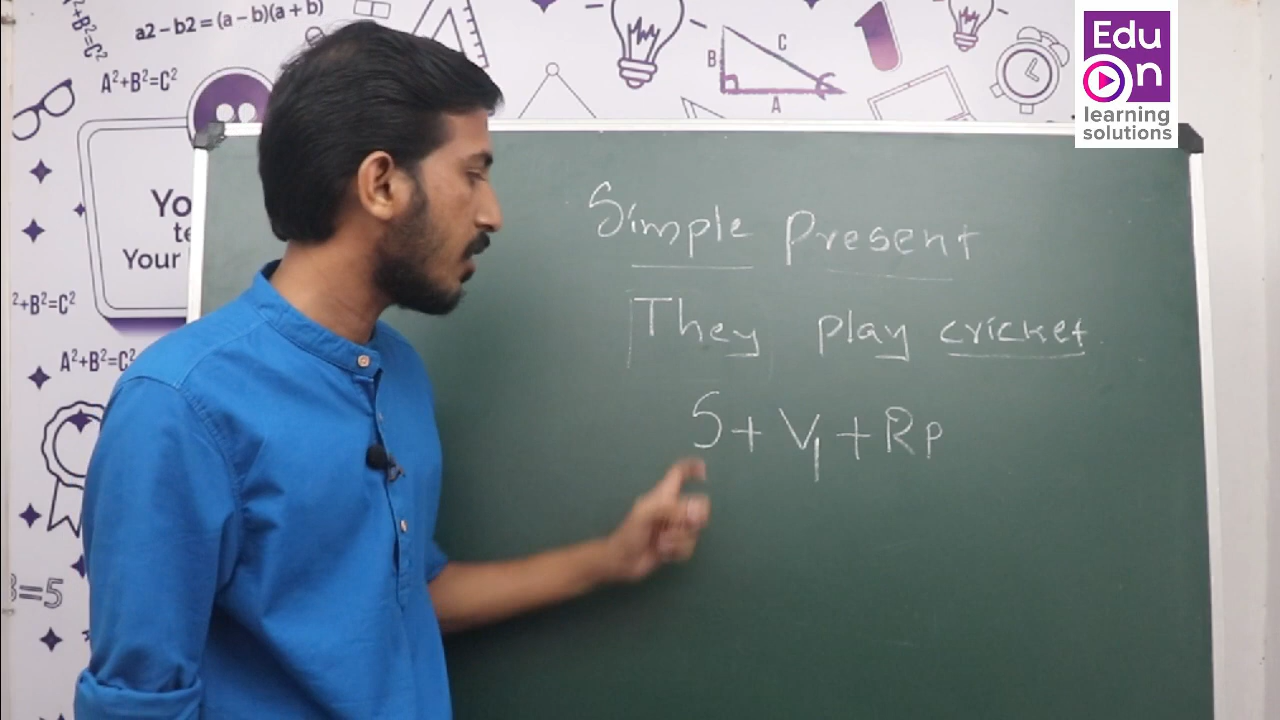 a2 – b2 = (a – b)(a + b)
A²+B²=C²
B C
A
Edu
On
learning
solutions
Simple Present
They play cricket
S + V1 + RP
Yo
te
Your
²+B²=C²
A²+B²=C²
3=5